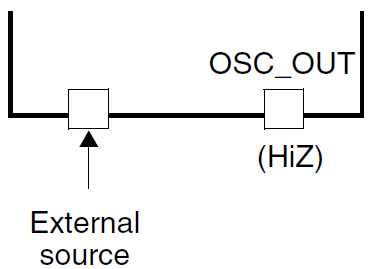 OSC_OUT
(HiZ)
External
source